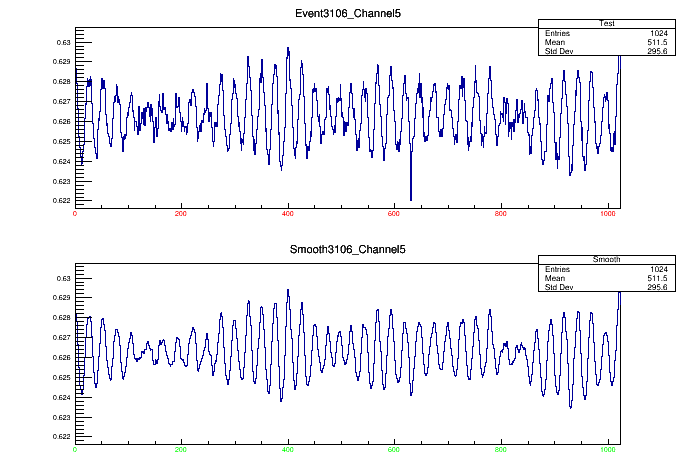 Event3106_Channel5
Test
Entries 1024
Mean 511.5
Std Dev 295.6
0.63
0.629
0.628
0.627
0.626
0.625
0.624
0.623
0.622
0 200 400 600 800 1000
Smooth3106_Channel5
Smooth
Entries 1024
Mean 511.5
Std Dev 295.6
0.63
0.629
0.628
0.627
0.626
0.625
0.624
0.623
0.622
0 200 400 600 800 1000